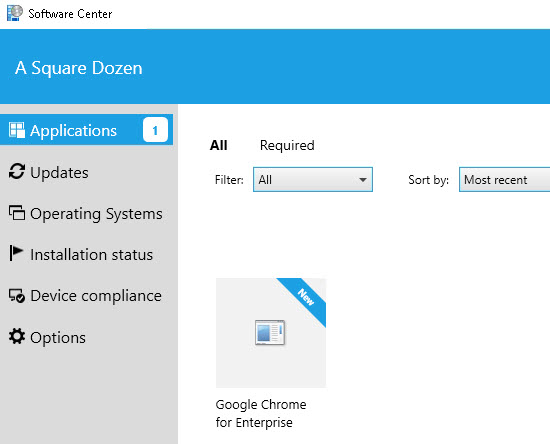 Software Center
A Square Dozen
Applications 1
Updates
Operating Systems
Installation status
Device compliance
Options
All Required
Filter: All Sort by: Most recent
New
Google Chrome
for Enterprise